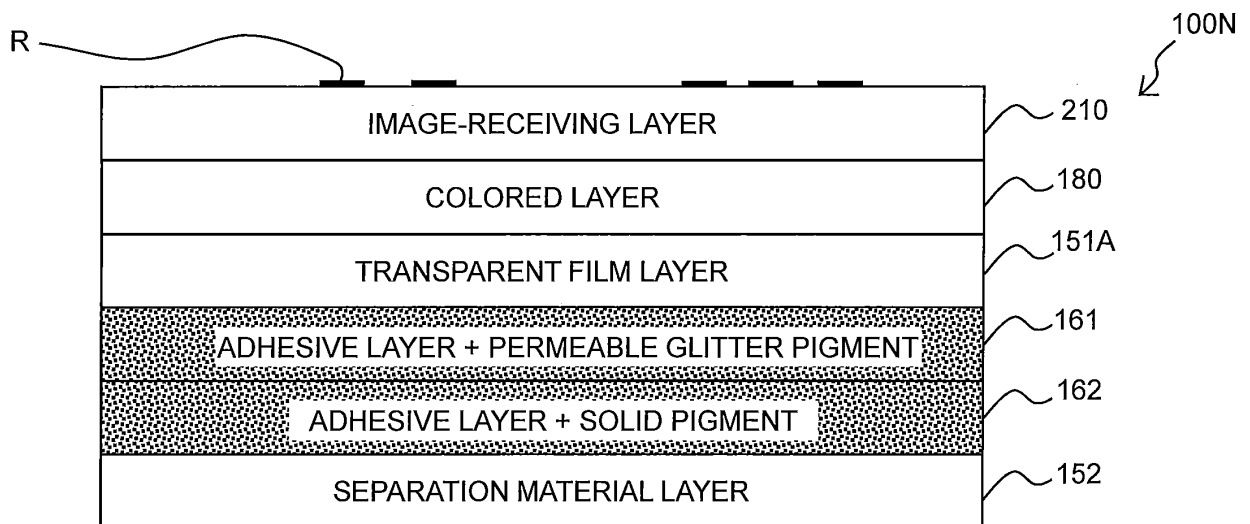 100N
R
IMAGE-RECEIVING LAYER 210
COLORED LAYER 180
TRANSPARENT FILM LAYER 151A
ADHESIVE LAYER + PERMEABLE GLITTER PIGMENT 161
ADHESIVE LAYER + SOLID PIGMENT 162
SEPARATION MATERIAL LAYER 152